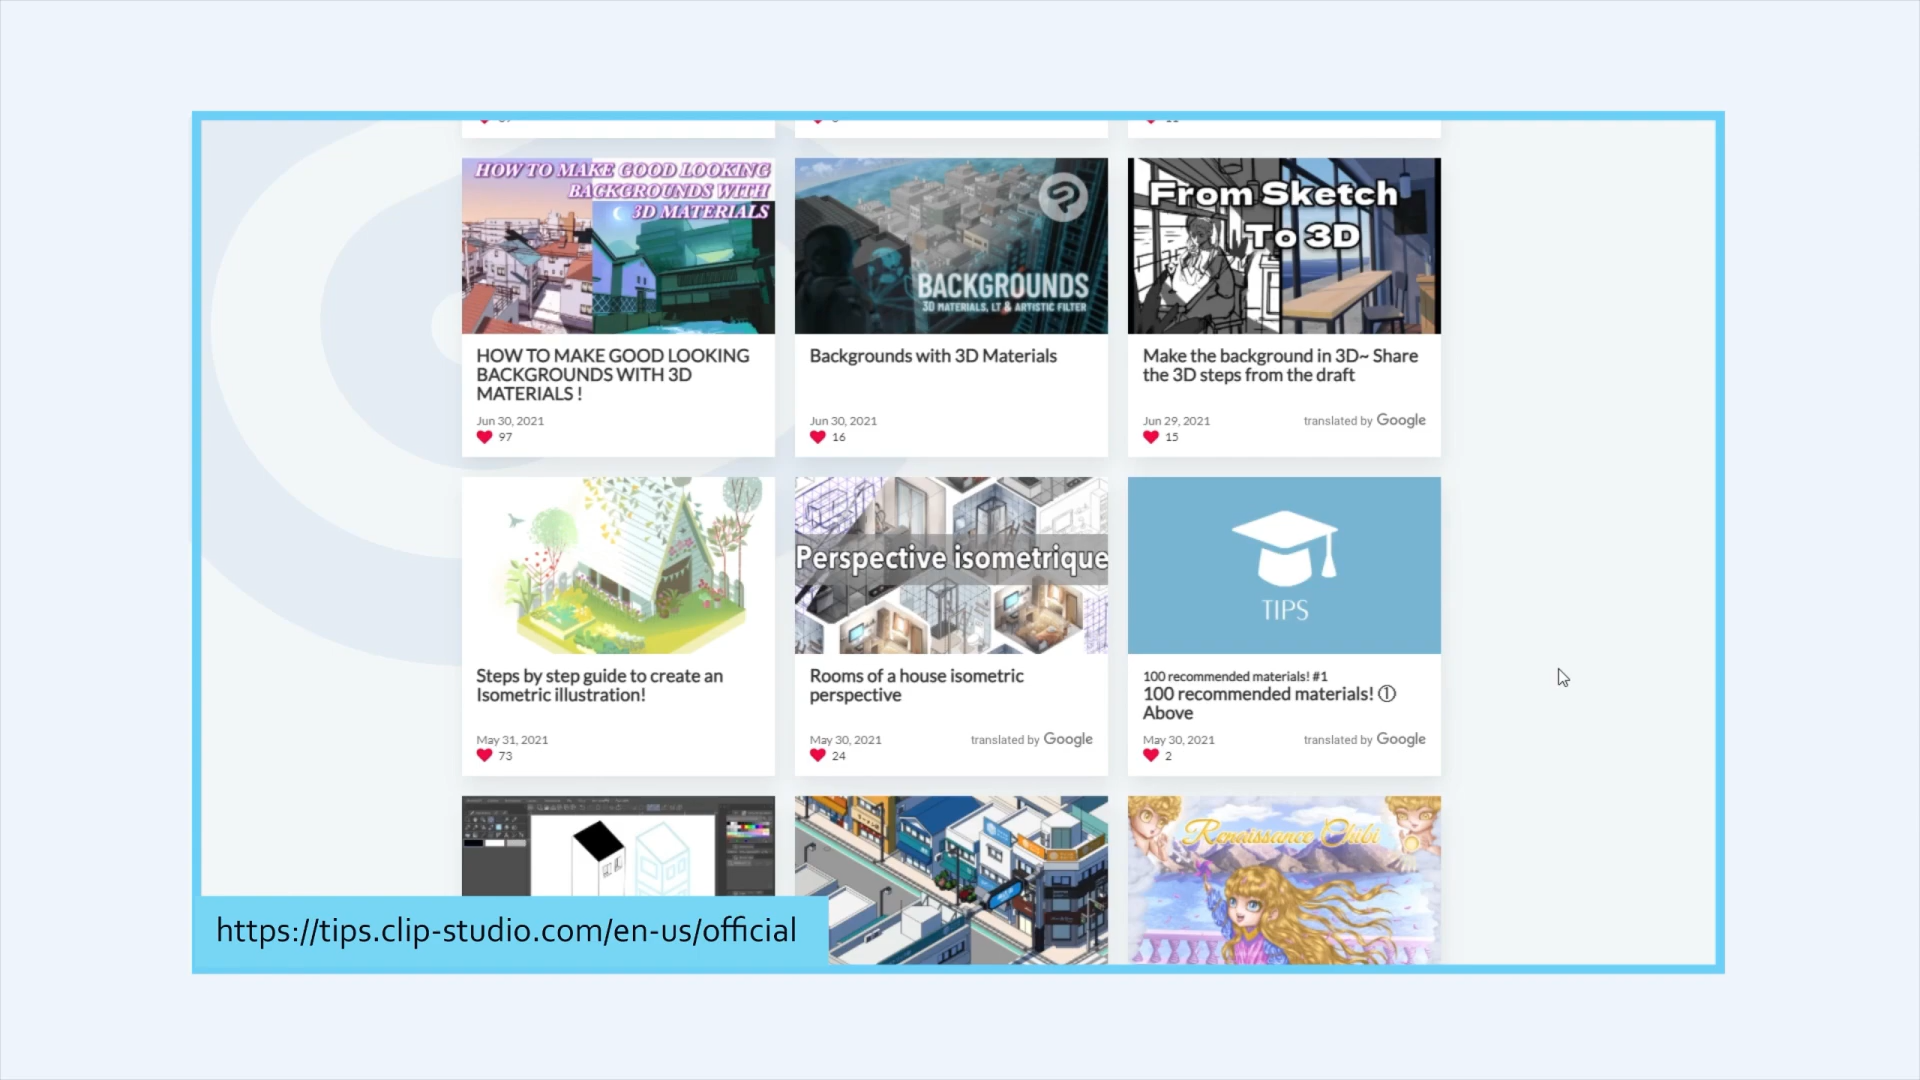 HOW TO MAKE GOOD LOOKING
BACKGROUNDS WITH
3D MATERIALS
BACKGROUNDS
3D MATERIALS, LT & ARTISTIC FILTER
From Sketch
To 3D
HOW TO MAKE GOOD LOOKING
BACKGROUNDS WITH 3D
MATERIALS !
Jun 30, 2021
97
Backgrounds with 3D Materials
Jun 30, 2021
16
Make the background in 3D~ Share
the 3D steps from the draft
Jun 29, 2021
translated by Google
15
Perspective isometrique
TIPS
Steps by step guide to create an
Isometric illustration!
May 31, 2021
73
Rooms of a house isometric
perspective
May 30, 2021
translated by Google
24
100 recommended materials! #1
100 recommended materials! ①
Above
May 30, 2021
translated by Google
2
Renaissance Chibi
https://tips.clip-studio.com/en-us/official